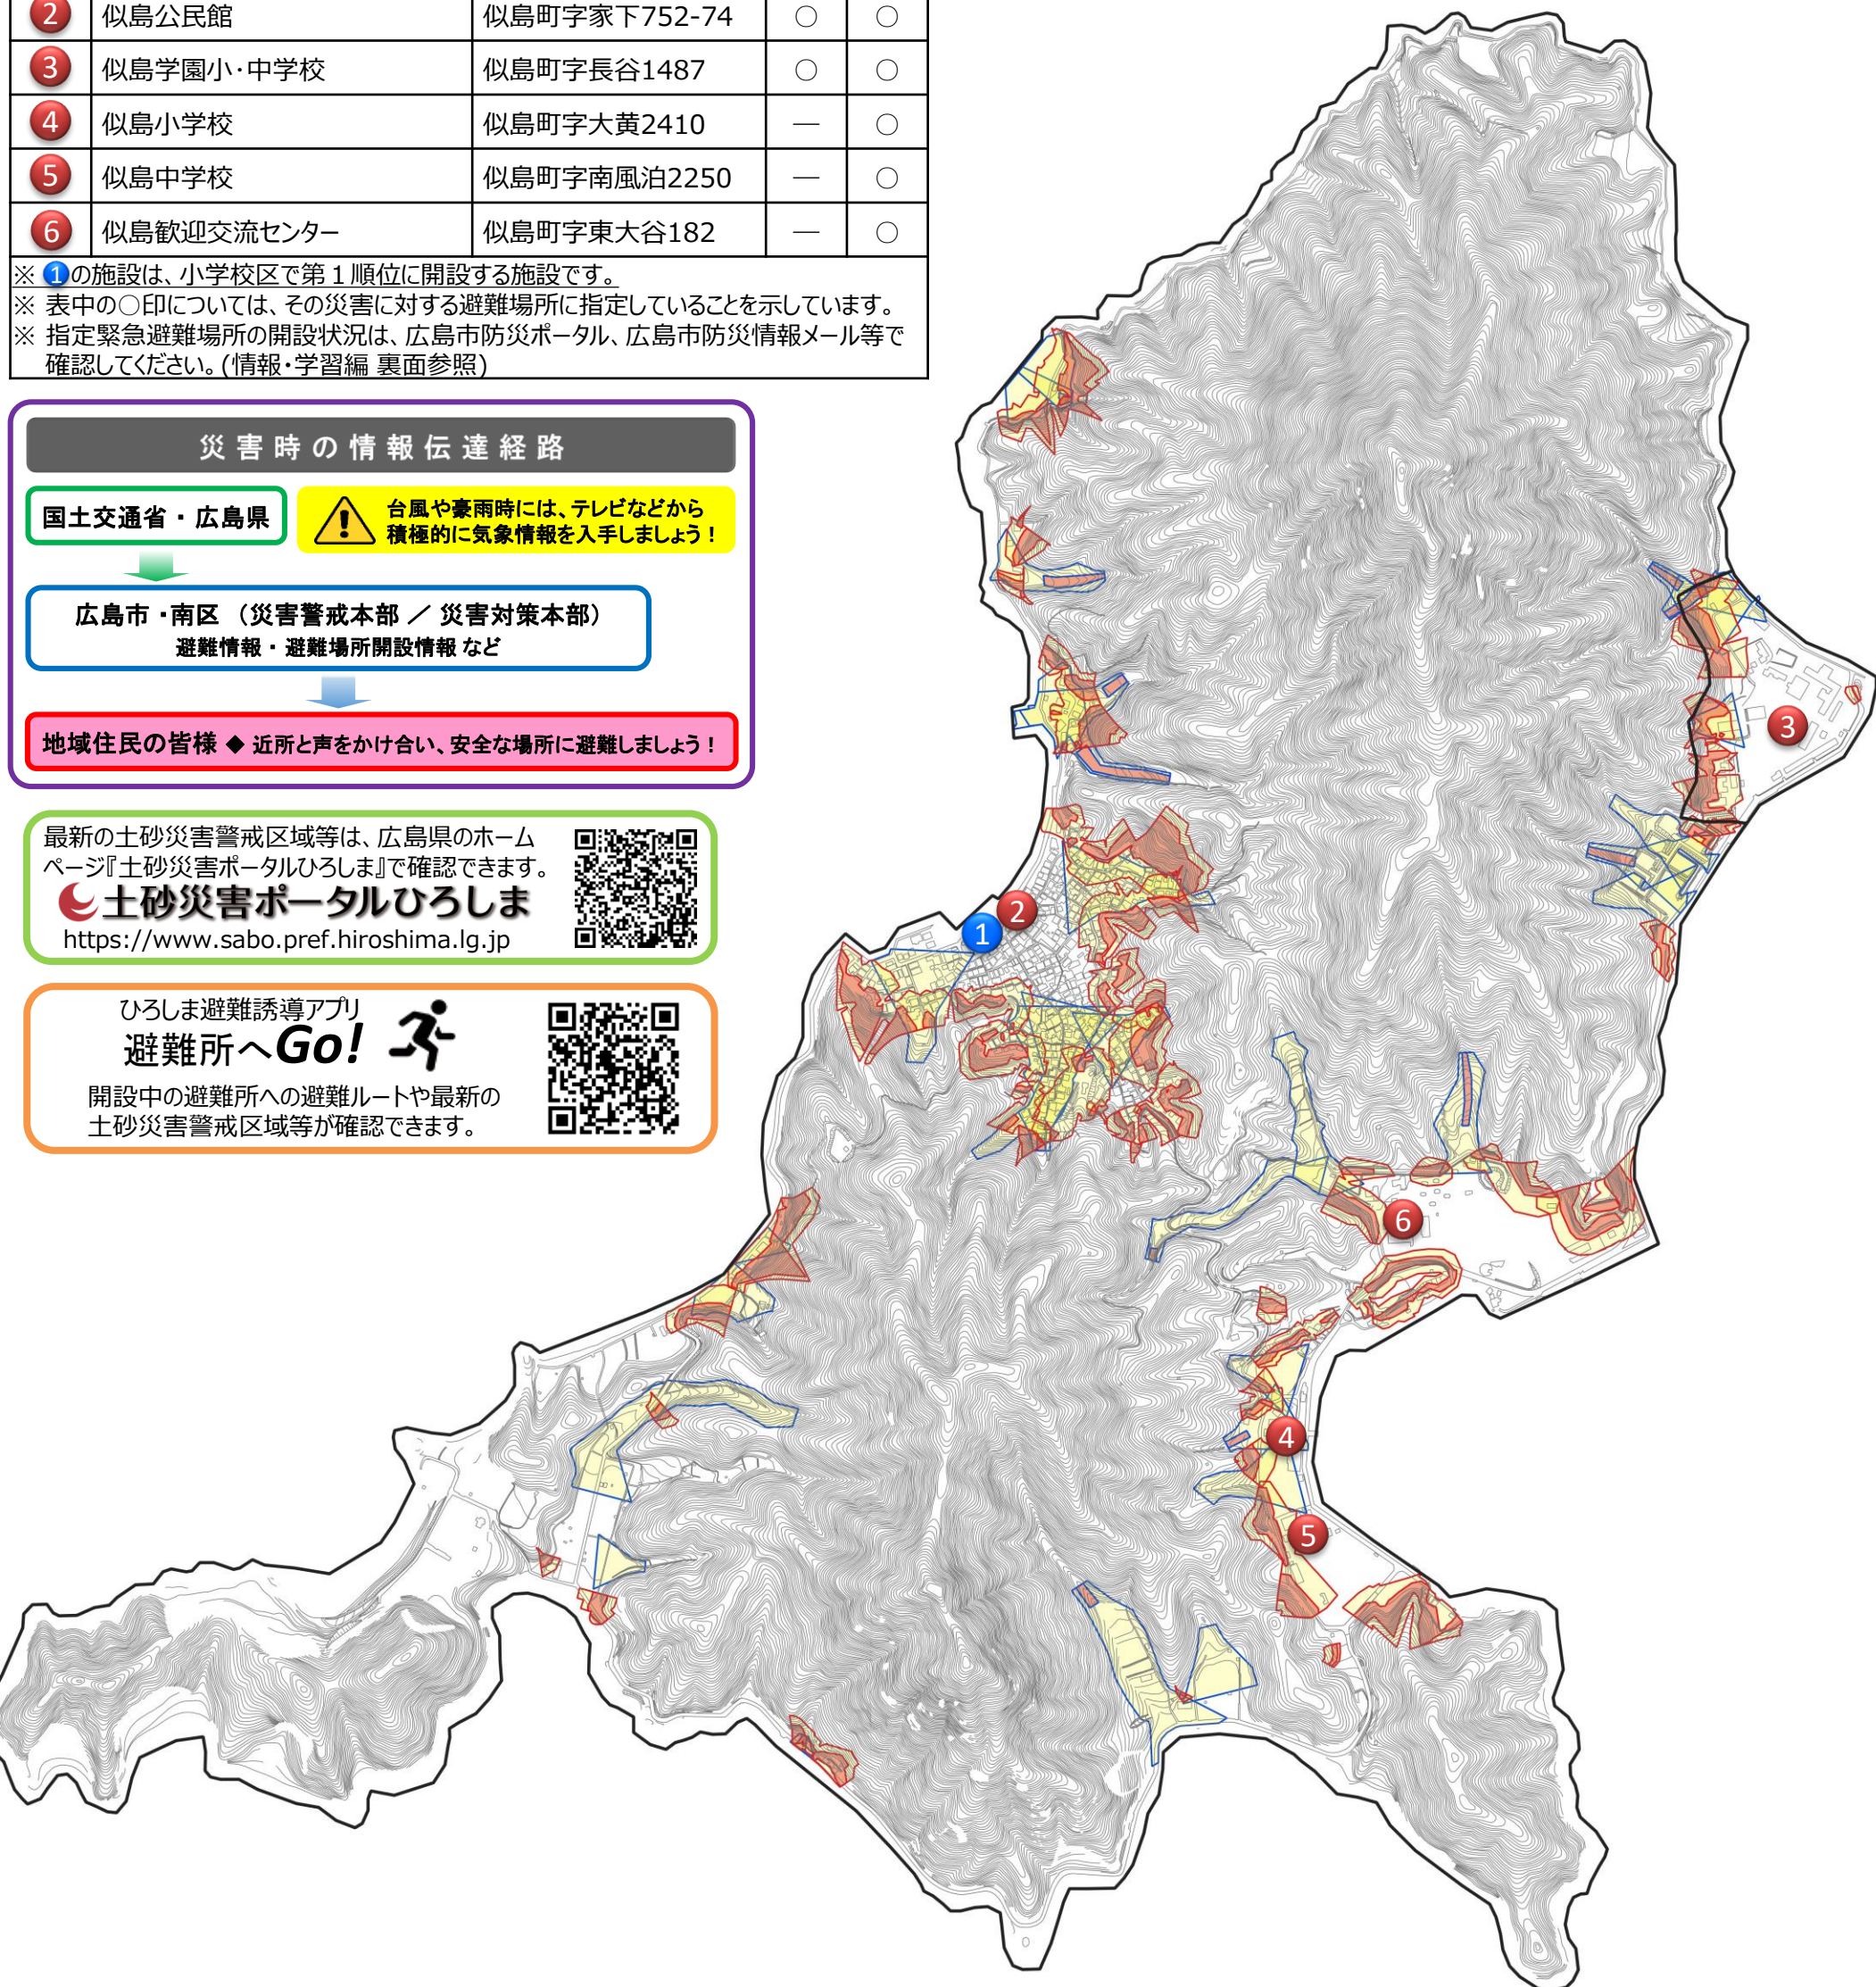 2 似島公民館 似島町字家下752-74 ○ ○
3 似島学園小・中学校 似島町字長谷1487 ○ ○
4 似島小学校 似島町字大黄2410 ― ○
5 似島中学校 似島町字南風泊2250 ― ○
6 似島歓迎交流センター 似島町字東大谷182 ― ○
※ 1の施設は、小学校区で第１順位に開設する施設です。
※ 表中の○印については、その災害に対する避難場所に指定していることを示しています。
※ 指定緊急避難場所の開設状況は、広島市防災ポータル、広島市防災情報メール等で
確認してください。(情報・学習編 裏面参照)
災害時の情報伝達経路
国土交通省・広島県
台風や豪雨時には、テレビなどから
積極的に気象情報を入手しましょう！
広島市・南区 （災害警戒本部 ／ 災害対策本部）
避難情報・避難場所開設情報 など
地域住民の皆様 ◆ 近所と声をかけ合い、安全な場所に避難しましょう！
最新の土砂災害警戒区域等は、広島県のホーム
ページ『土砂災害ポータルひろしま』で確認できます。
土砂災害ポータルひろしま
https://www.sabo.pref.hiroshima.lg.jp
ひろしま避難誘導アプリ
避難所へGo!
開設中の避難所への避難ルートや最新の
土砂災害警戒区域等が確認できます。
3
2
1
6
4
5